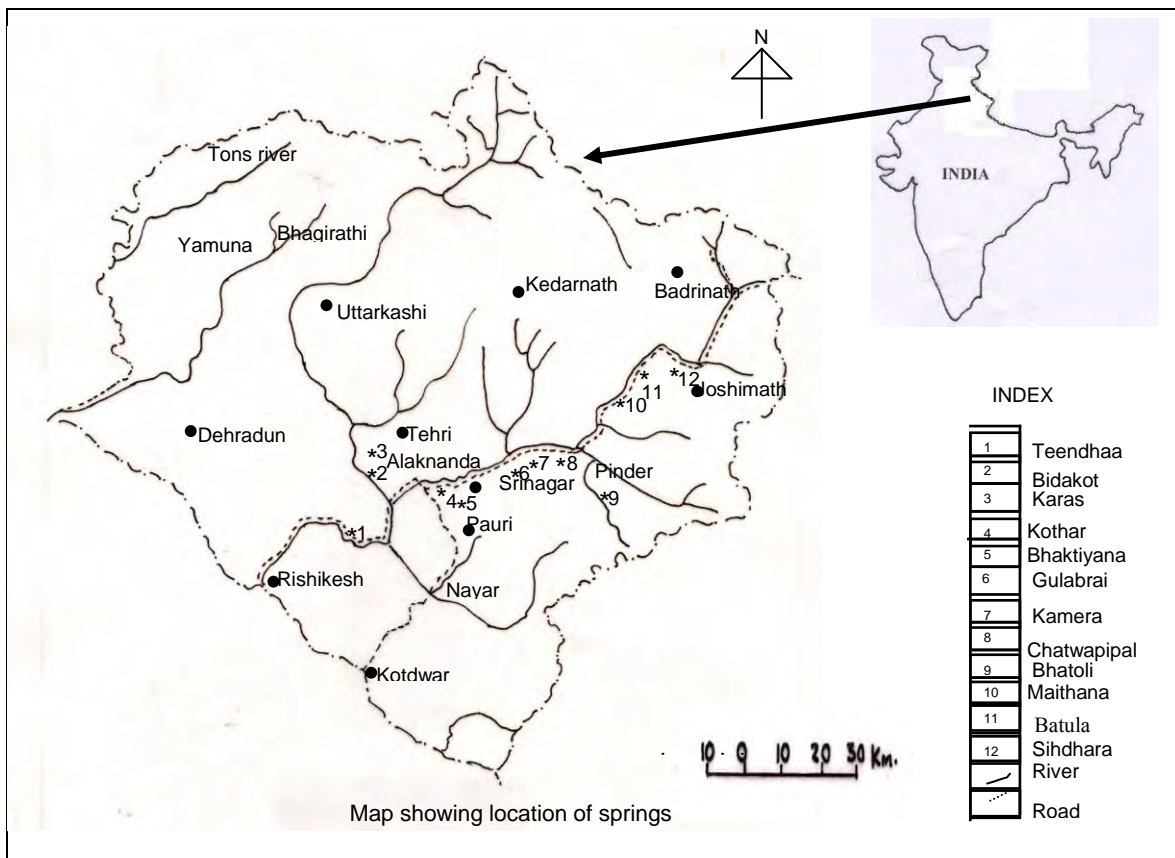 N
Tons river
INDIA
Yamuna
Bhagirathi
Kedarnath
Badrinath
Uttarkashi
*12
11
Joshimath
*10
INDEX
Dehradun
Tehri
*3
Alaknanda
*2
*7
*8
*6
Pinder
Srinagar
*4
*5
*9
Pauri
*1
Rishikesh
Nayar
Kotdwar
1 Teendhaa
2 Bidakot
3 Karas
4 Kothar
5 Bhaktiyana
6 Gulabrai
7 Kamera
8 Chatwapipal
9 Bhatoli
10 Maithana
11 Batula
12 Sihdhara
River
Road
10 0 10 20 30 Km.
Map showing location of springs